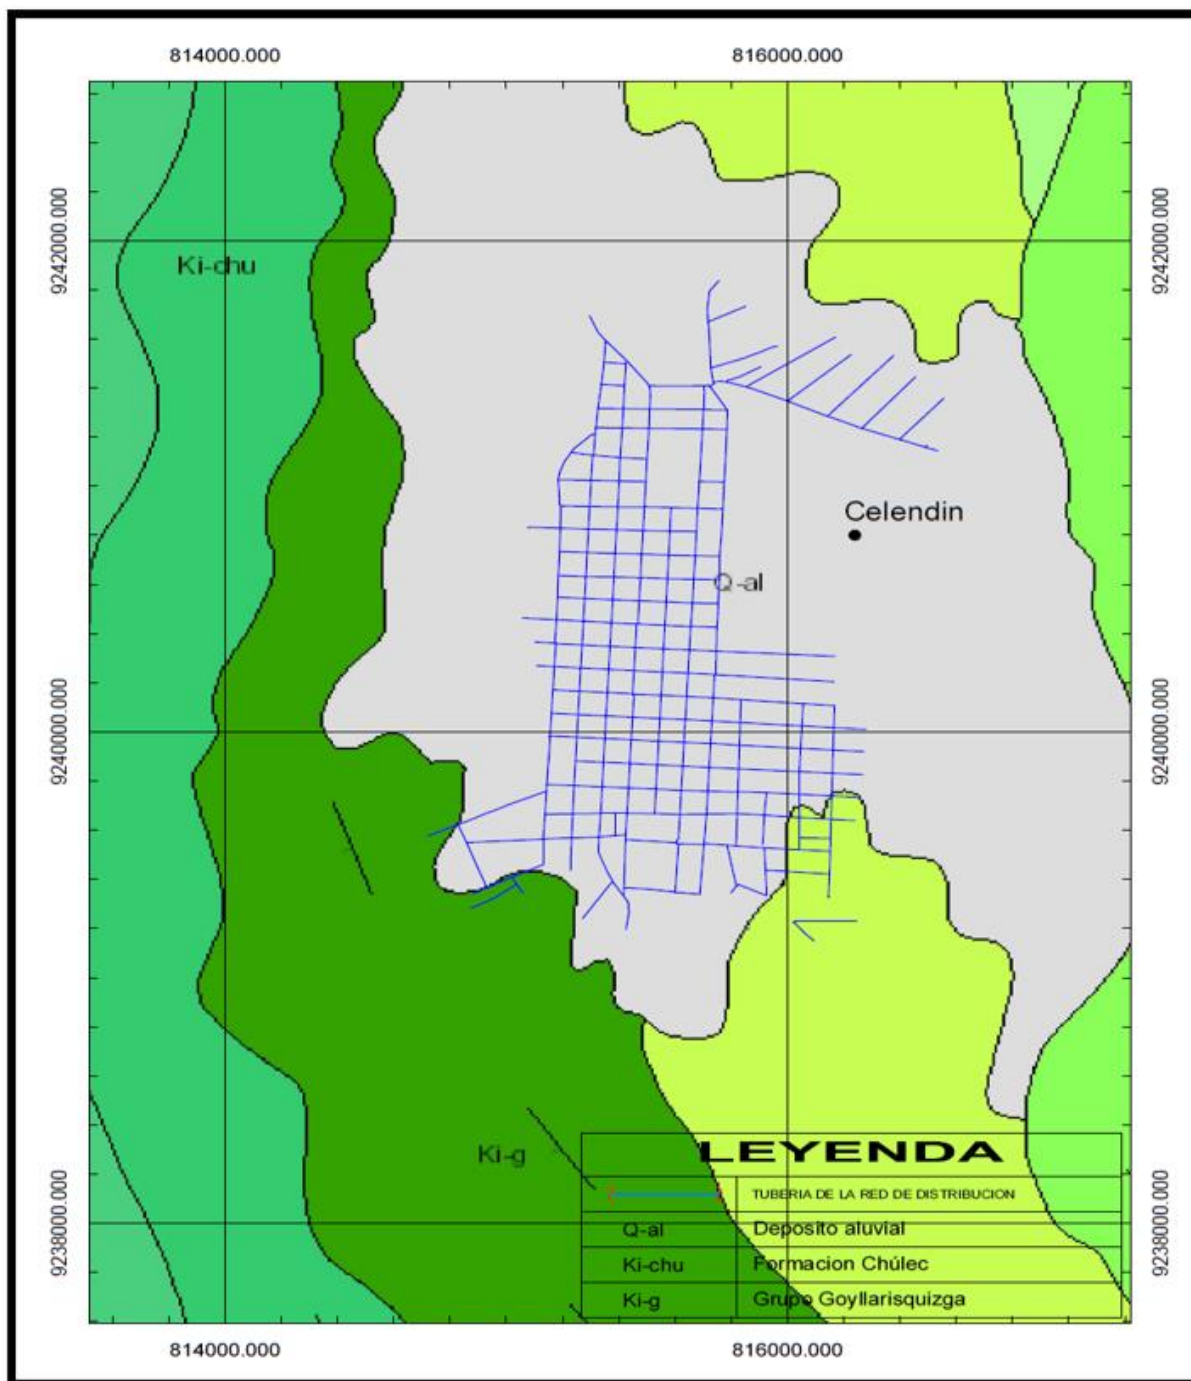 814000.000 816000.000
9242000.000 9242000.000
Ki-chu
Celendin
Q-al
9240000.000 9240000.000
Ki-g
LEYENDA
TUBERIA DE LA RED DE DISTRIBUCION
Q-al Deposito aluvial
Ki-chu Formacion Chúlec
Ki-g Grupo Goyllarisquizga
9238000.000 9238000.000
814000.000 816000.000